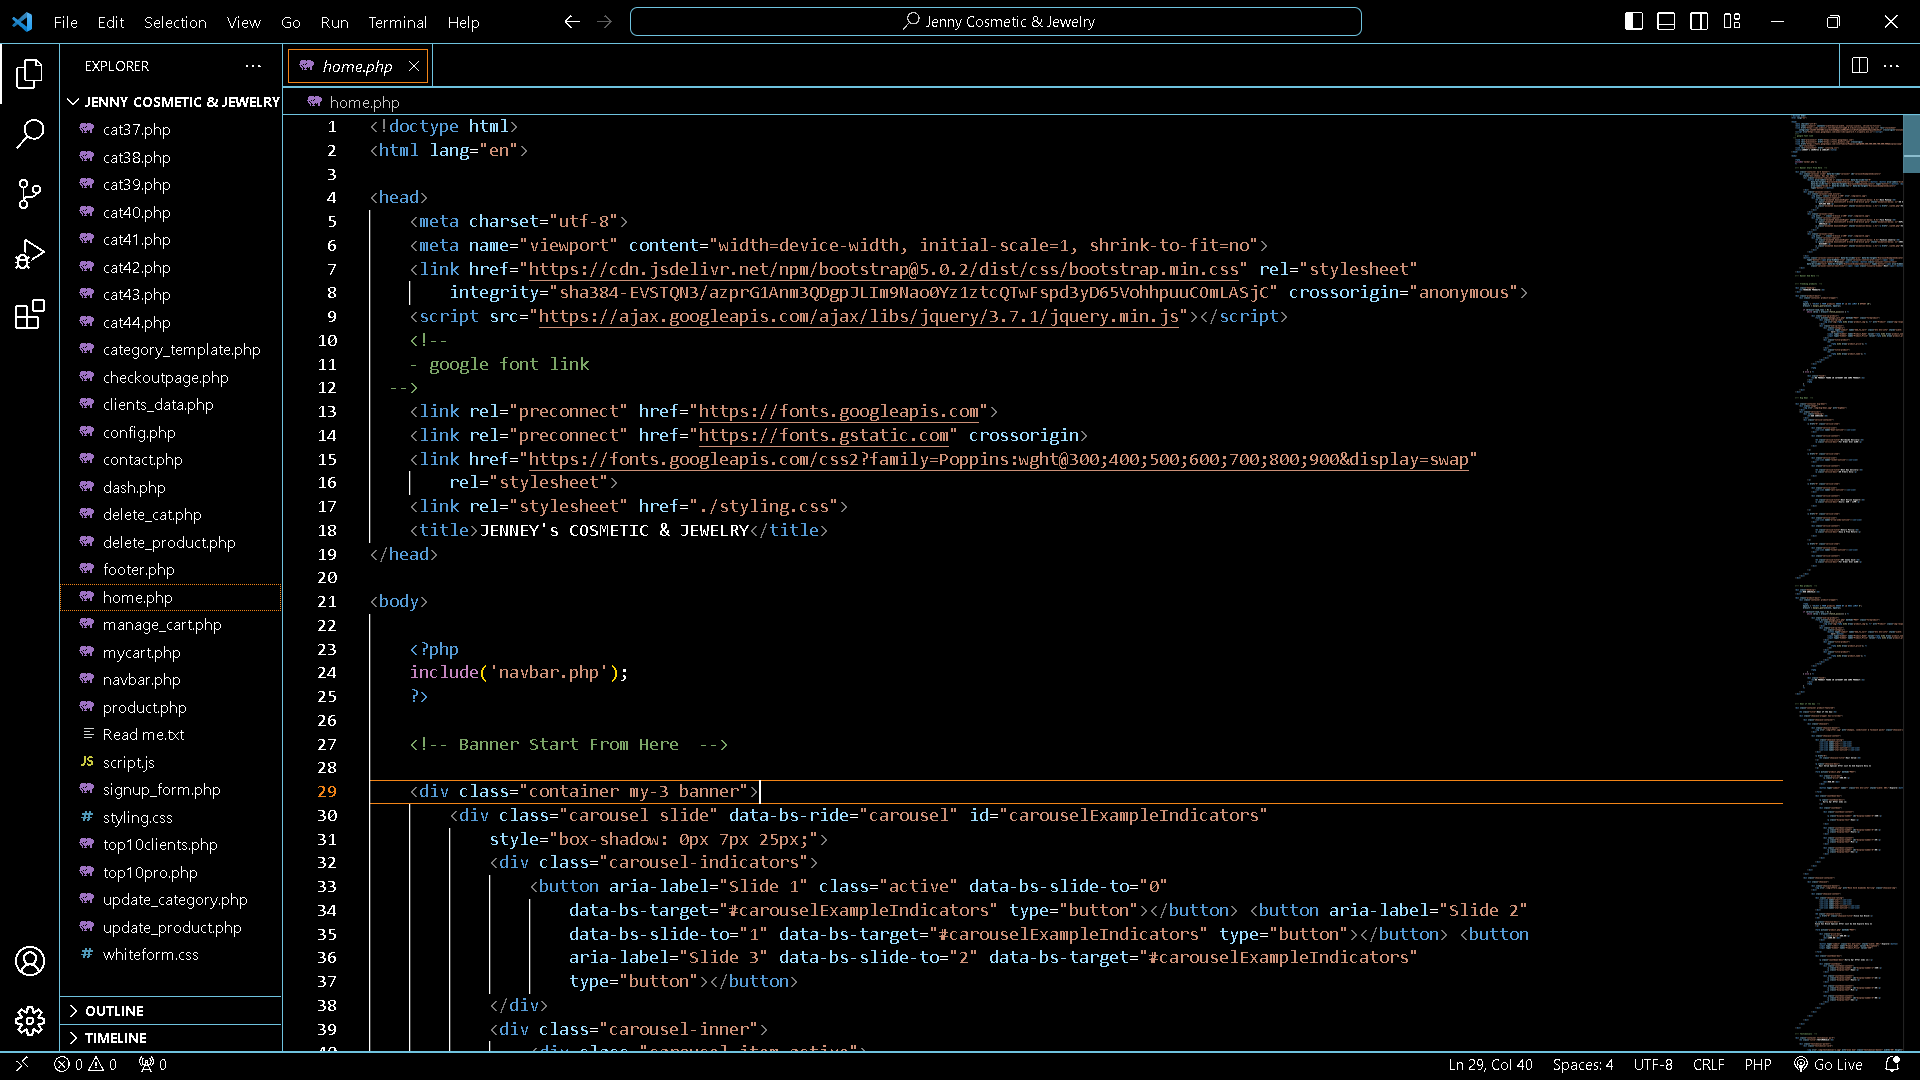 File Edit Selection View Go Run Terminal Help
Jenny Cosmetic & Jewelry
EXPLORER
JENNY COSMETIC & JEWELRY
cat37.php
cat38.php
cat39.php
cat40.php
cat41.php
cat42.php
cat43.php
cat44.php
category_template.php
checkoutpage.php
clients_data.php
config.php
contact.php
dash.php
delete_cat.php
delete_product.php
footer.php
home.php
manage_cart.php
mycart.php
navbar.php
product.php
Read me.txt
JS script.js
signup_form.php
# styling.css
top10clients.php
top10pro.php
update_category.php
update_product.php
# whiteform.css
OUTLINE
TIMELINE
home.php
home.php
1 <!doctype html>
2 <html lang="en">
3
4 <head>
5 <meta charset="utf-8">
6 <meta name="viewport" content="width=device-width, initial-scale=1, shrink-to-fit=no">
7 <link href="https://cdn.jsdelivr.net/npm/bootstrap@5.0.2/dist/css/bootstrap.min.css" rel="stylesheet"
8 integrity="sha384-EVSTQN3/azprG1Anm3QDgpJLIm9Nao0Yz1ztcQTwFspd3yD65VohhpuuCOmLASjC" crossorigin="anonymous">
9 <script src="https://ajax.googleapis.com/ajax/libs/jquery/3.7.1/jquery.min.js"></script>
10 <!--
11 - google font link
12 -->
13 <link rel="preconnect" href="https://fonts.googleapis.com">
14 <link rel="preconnect" href="https://fonts.gstatic.com" crossorigin>
15 <link href="https://fonts.googleapis.com/css2?family=Poppins:wght@300;400;500;600;700;800;900&display=swap"
16 rel="stylesheet">
17 <link rel="stylesheet" href="./styling.css">
18 <title>JENNEY's COSMETIC & JEWELRY</title>
19 </head>
20
21 <body>
22
23 <?php
24 include('navbar.php');
25 ?>
26
27 <!-- Banner Start From Here -->
28
29 <div class="container my-3 banner">
30 <div class="carousel slide" data-bs-ride="carousel" id="carouselExampleIndicators"
31 style="box-shadow: 0px 7px 25px;">
32 <div class="carousel-indicators">
33 <button aria-label="Slide 1" class="active" data-bs-slide-to="0"
34 data-bs-target="#carouselExampleIndicators" type="button"></button> <button aria-label="Slide 2"
35 data-bs-slide-to="1" data-bs-target="#carouselExampleIndicators" type="button"></button> <button
36 aria-label="Slide 3" data-bs-slide-to="2" data-bs-target="#carouselExampleIndicators"
37 type="button"></button>
38 </div>
39 <div class="carousel-inner">
0 0 0 Ln 29, Col 40 Spaces: 4 UTF-8 CRLF PHP Go Live